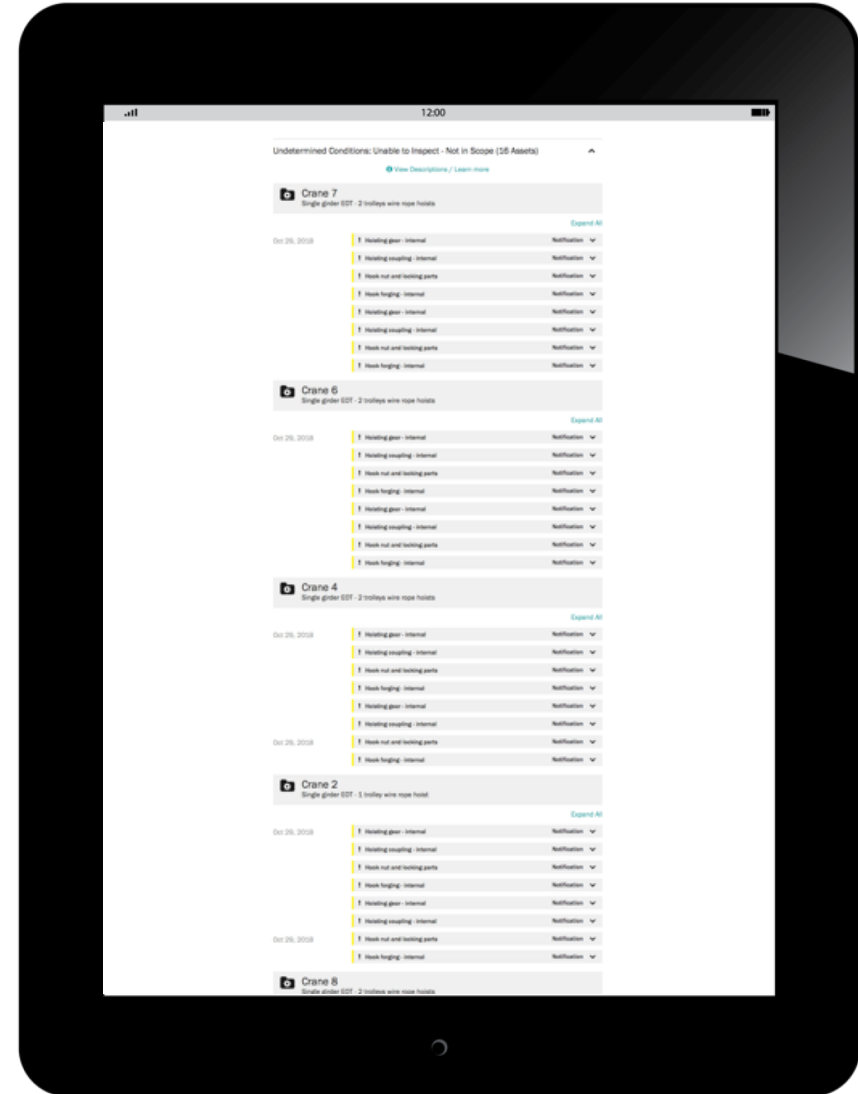 12:00
Undetermined Conditions: Unable to Inspect - Not in Scope (16 Assets)
View Descriptions / Learn more
Crane 7
Single girder EOT - 2 trolleys wire rope hoists
Expand All
Oct 29, 2018 ! Hoisting gear - internal Notification
! Hoisting coupling - internal Notification
! Hook nut and locking parts Notification
! Hook forging - internal Notification
! Hoisting gear - internal Notification
! Hoisting coupling - internal Notification
! Hook nut and locking parts Notification
! Hook forging - internal Notification
Crane 6
Single girder EOT - 2 trolleys wire rope hoists
Expand All
Oct 29, 2018 ! Hoisting gear - internal Notification
! Hoisting coupling - internal Notification
! Hook nut and locking parts Notification
! Hook forging - internal Notification
! Hoisting gear - internal Notification
! Hoisting coupling - internal Notification
! Hook nut and locking parts Notification
! Hook forging - internal Notification
Crane 4
Single girder EOT - 2 trolleys wire rope hoists
Expand All
Oct 29, 2018 ! Hoisting gear - internal Notification
! Hoisting coupling - internal Notification
! Hook nut and locking parts Notification
! Hook forging - internal Notification
! Hoisting gear - internal Notification
! Hoisting coupling - internal Notification
Oct 29, 2018 ! Hook nut and locking parts Notification
! Hook forging - internal Notification
Crane 2
Single girder EOT - 1 trolley wire rope hoist
Expand All
Oct 29, 2018 ! Hoisting gear - internal Notification
! Hoisting coupling - internal Notification
! Hook nut and locking parts Notification
! Hook forging - internal Notification
! Hoisting gear - internal Notification
! Hoisting coupling - internal Notification
Oct 29, 2018 ! Hook nut and locking parts Notification
! Hook forging - internal Notification
Crane 8
Single girder EOT - 2 trolleys wire rope hoists